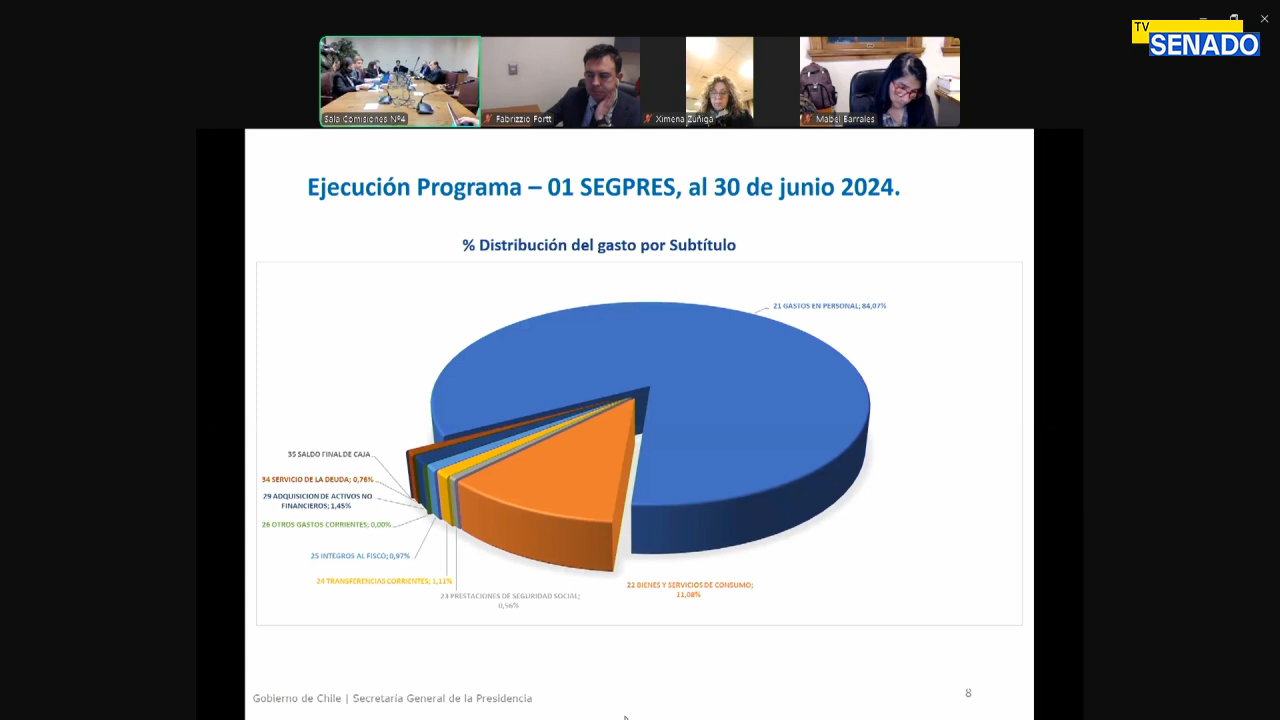 TV
SENADO
Sala Comisiones Nº4
Fabrizzio Fortt
Ximena Zúñiga
Mabel Barrales
Ejecución Programa – 01 SEGPRES, al 30 de junio 2024.
% Distribución del gasto por Subtítulo
21 GASTOS EN PERSONAL; 84,07%
35 SALDO FINAL DE CAJA
34 SERVICIO DE LA DEUDA; 0,76%
29 ADQUISICION DE ACTIVOS NO
FINANCIEROS; 1,45%
26 OTROS GASTOS CORRIENTES; 0,00%
25 INTEGROS AL FISCO; 0,97%
24 TRANSFERENCIAS CORRIENTES; 1,11%
23 PRESTACIONES DE SEGURIDAD SOCIAL;
0,56%
22 BIENES Y SERVICIOS DE CONSUMO;
11,08%
Gobierno de Chile | Secretaría General de la Presidencia
8